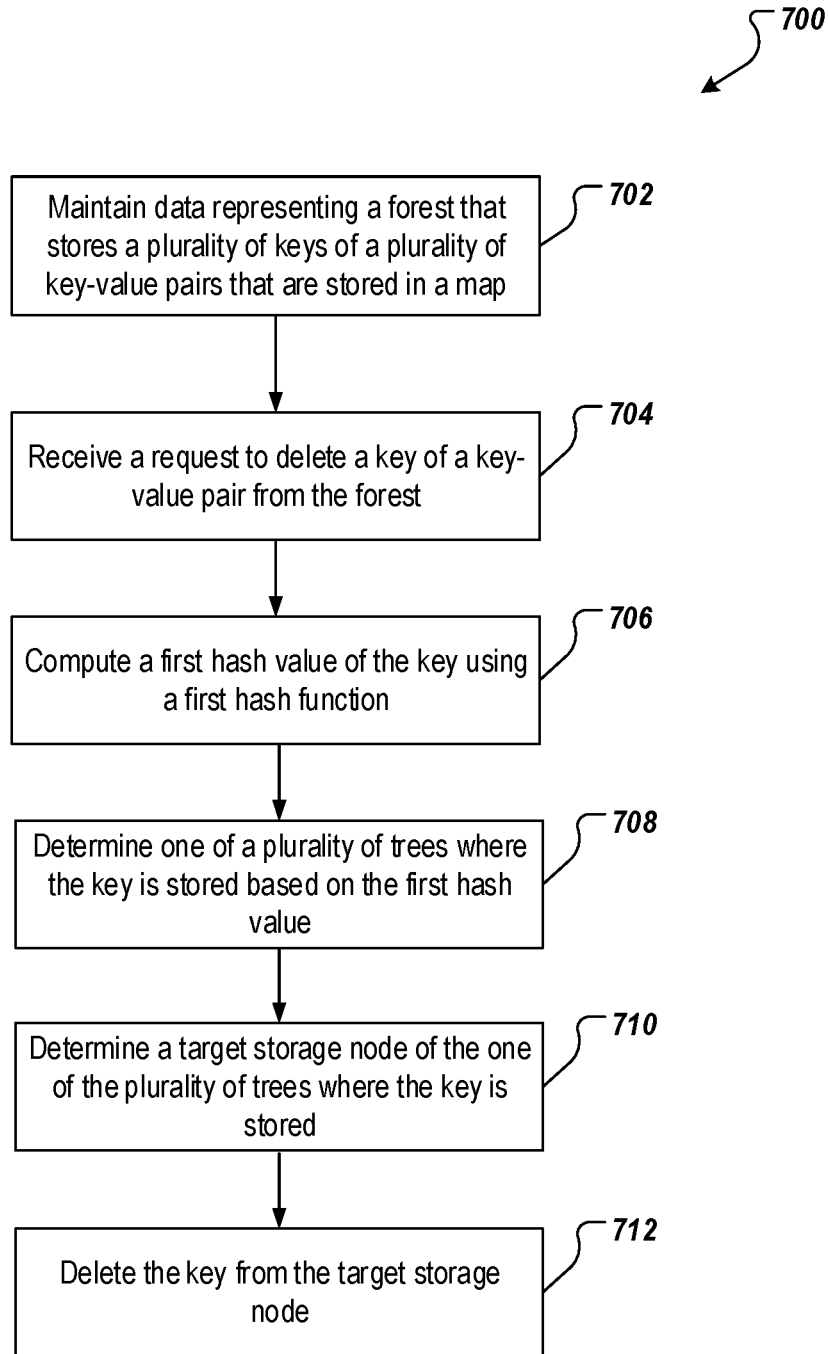 700
Maintain data representing a forest that
stores a plurality of keys of a plurality of
key-value pairs that are stored in a map
702
Receive a request to delete a key of a key-
value pair from the forest
704
Compute a first hash value of the key using
a first hash function
706
Determine one of a plurality of trees where
the key is stored based on the first hash
value
708
Determine a target storage node of the one
of the plurality of trees where the key is
stored
710
Delete the key from the target storage
node
712